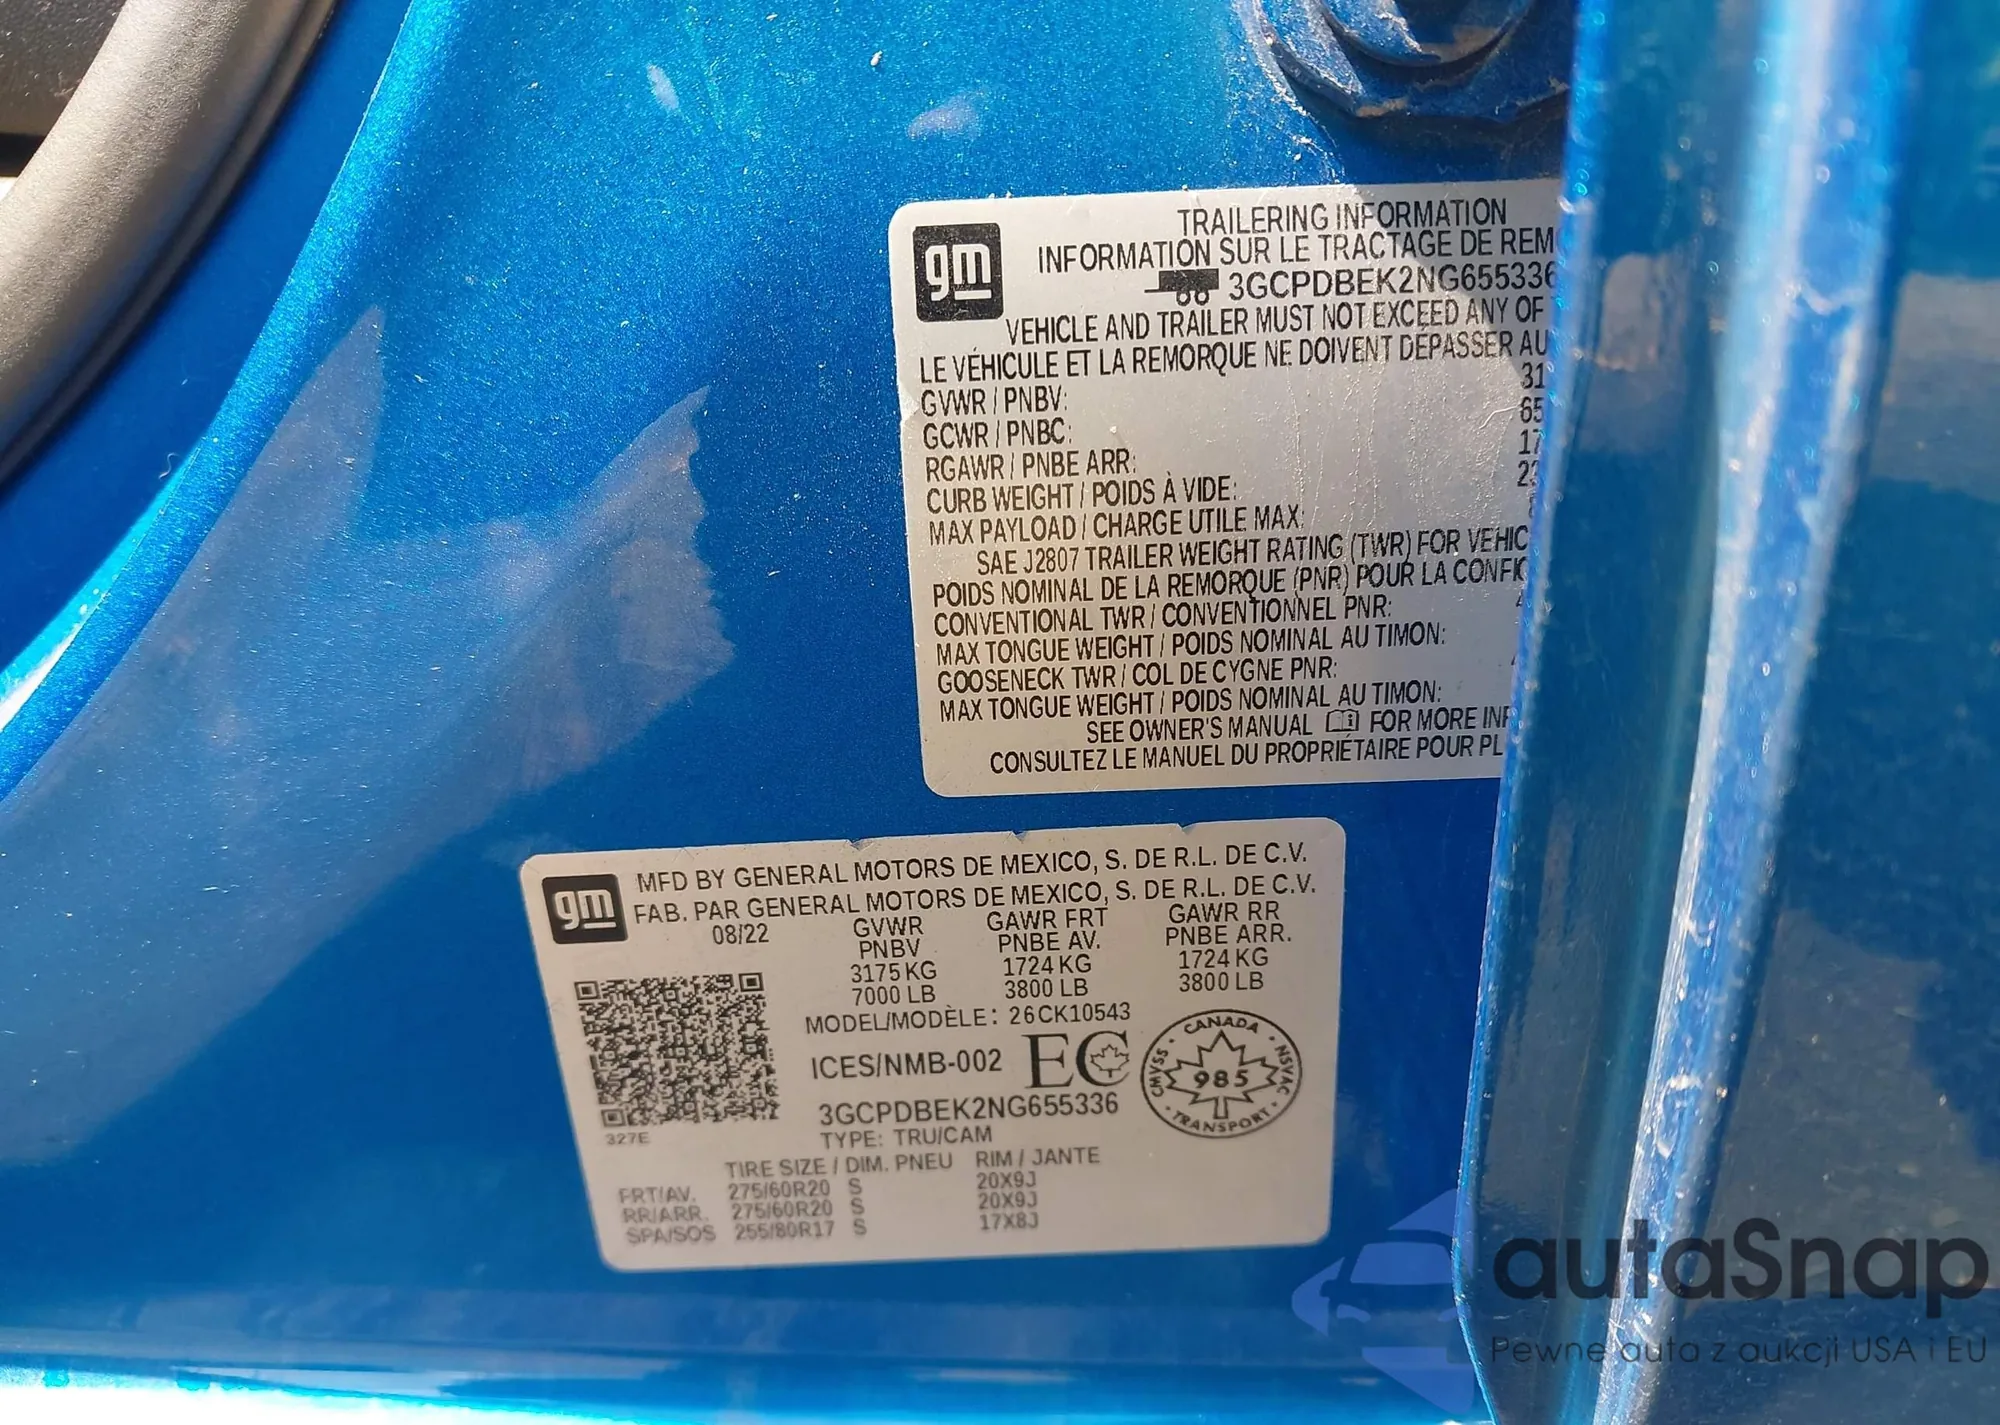 gm
TRAILERING INFORMATION
INFORMATION SUR LE TRACTAGE DE REM
3GCPDBEK2NG655336
VEHICLE AND TRAILER MUST NOT EXCEED ANY OF
LE VÉHICULE ET LA REMORQUE NE DOIVENT DÉPASSER AU
GVWR / PNBV: 31
GCWR / PNBC: 65
RGAWR / PNBE ARR: 17
CURB WEIGHT / POIDS À VIDE: 23
MAX PAYLOAD / CHARGE UTILE MAX:
SAE J2807 TRAILER WEIGHT RATING (TWR) FOR VEHIC
POIDS NOMINAL DE LA REMORQUE (PNR) POUR LA CONFIG
CONVENTIONAL TWR / CONVENTIONNEL PNR:
MAX TONGUE WEIGHT / POIDS NOMINAL AU TIMON:
GOOSENECK TWR / COL DE CYGNE PNR:
MAX TONGUE WEIGHT / POIDS NOMINAL AU TIMON:
SEE OWNER'S MANUAL FOR MORE INF
CONSULTEZ LE MANUEL DU PROPRIÉTAIRE POUR PL
gm
MFD BY GENERAL MOTORS DE MEXICO, S. DE R.L. DE C.V.
FAB. PAR GENERAL MOTORS DE MEXICO, S. DE R.L. DE C.V.
08/22 GVWR GAWR FRT GAWR RR
PNBV PNBE AV. PNBE ARR.
3175 KG 1724 KG 1724 KG
7000 LB 3800 LB 3800 LB
MODEL/MODÈLE: 26CK10543
ICES/NMB-002 EC
CANADA
CMVSS 985 NSVAC
TRANSPORT
3GCPDBEK2NG655336
327E TYPE: TRU/CAM
TIRE SIZE / DIM. PNEU RIM / JANTE
FRT/AV. 275/60R20 S 20X9J
RR/ARR. 275/60R20 S 20X9J
SPA/SOS 255/80R17 S 17X8J
autaSnap
Pewne auta z aukcji USA i EU